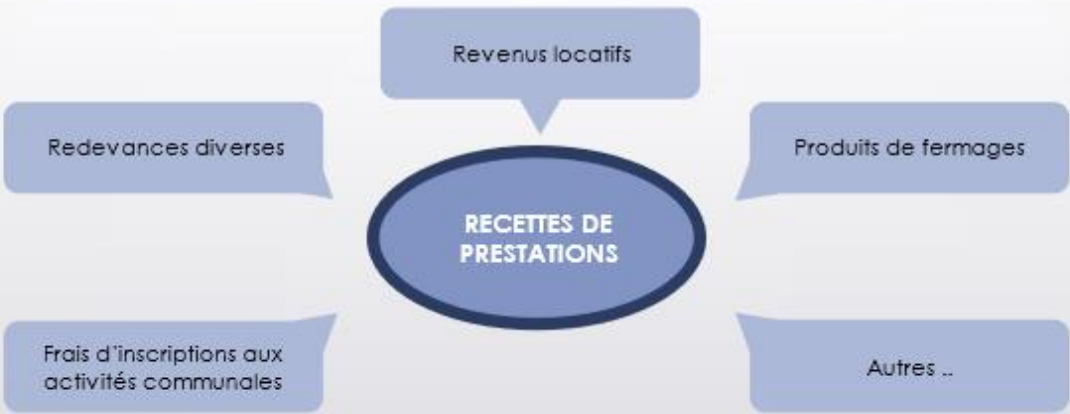 Revenus locatifs
Redevances diverses
Produits de fermages
RECETTES DE
PRESTATIONS
Frais d'inscriptions aux
activités communales
Autres ..